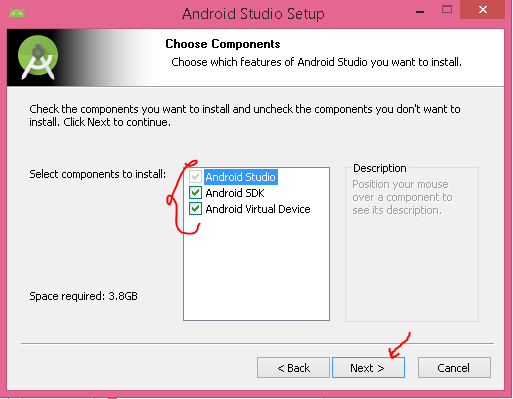 Android Studio Setup
Choose Components
Choose which features of Android Studio you want to install.
Check the components you want to install and uncheck the components you don't want to
install. Click Next to continue.
Select components to install:
Android Studio
Android SDK
Android Virtual Device
Description
Position your mouse
over a component to
see its description.
Space required: 3.8GB
< Back
Next >
Cancel